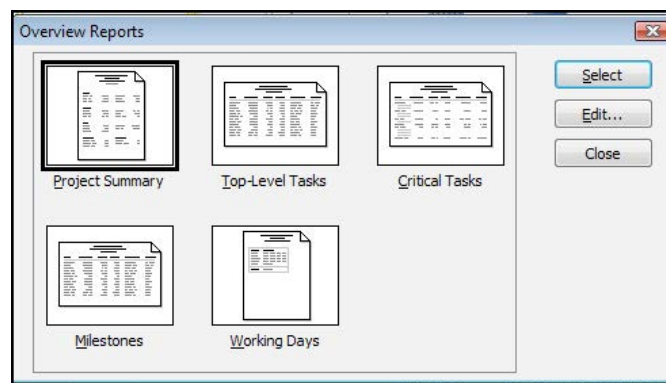 Overview Reports
Project Summary
Top-Level Tasks
Critical Tasks
Milestones
Working Days
Select
Edit...
Close